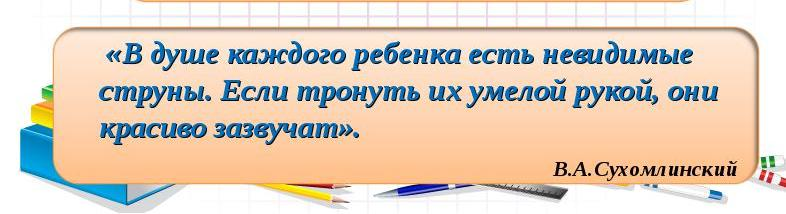 «В душе каждого ребенка есть невидимые
струны. Если тронуть их умелой рукой, они
красиво зазвучат».
В.А.Сухомлинский